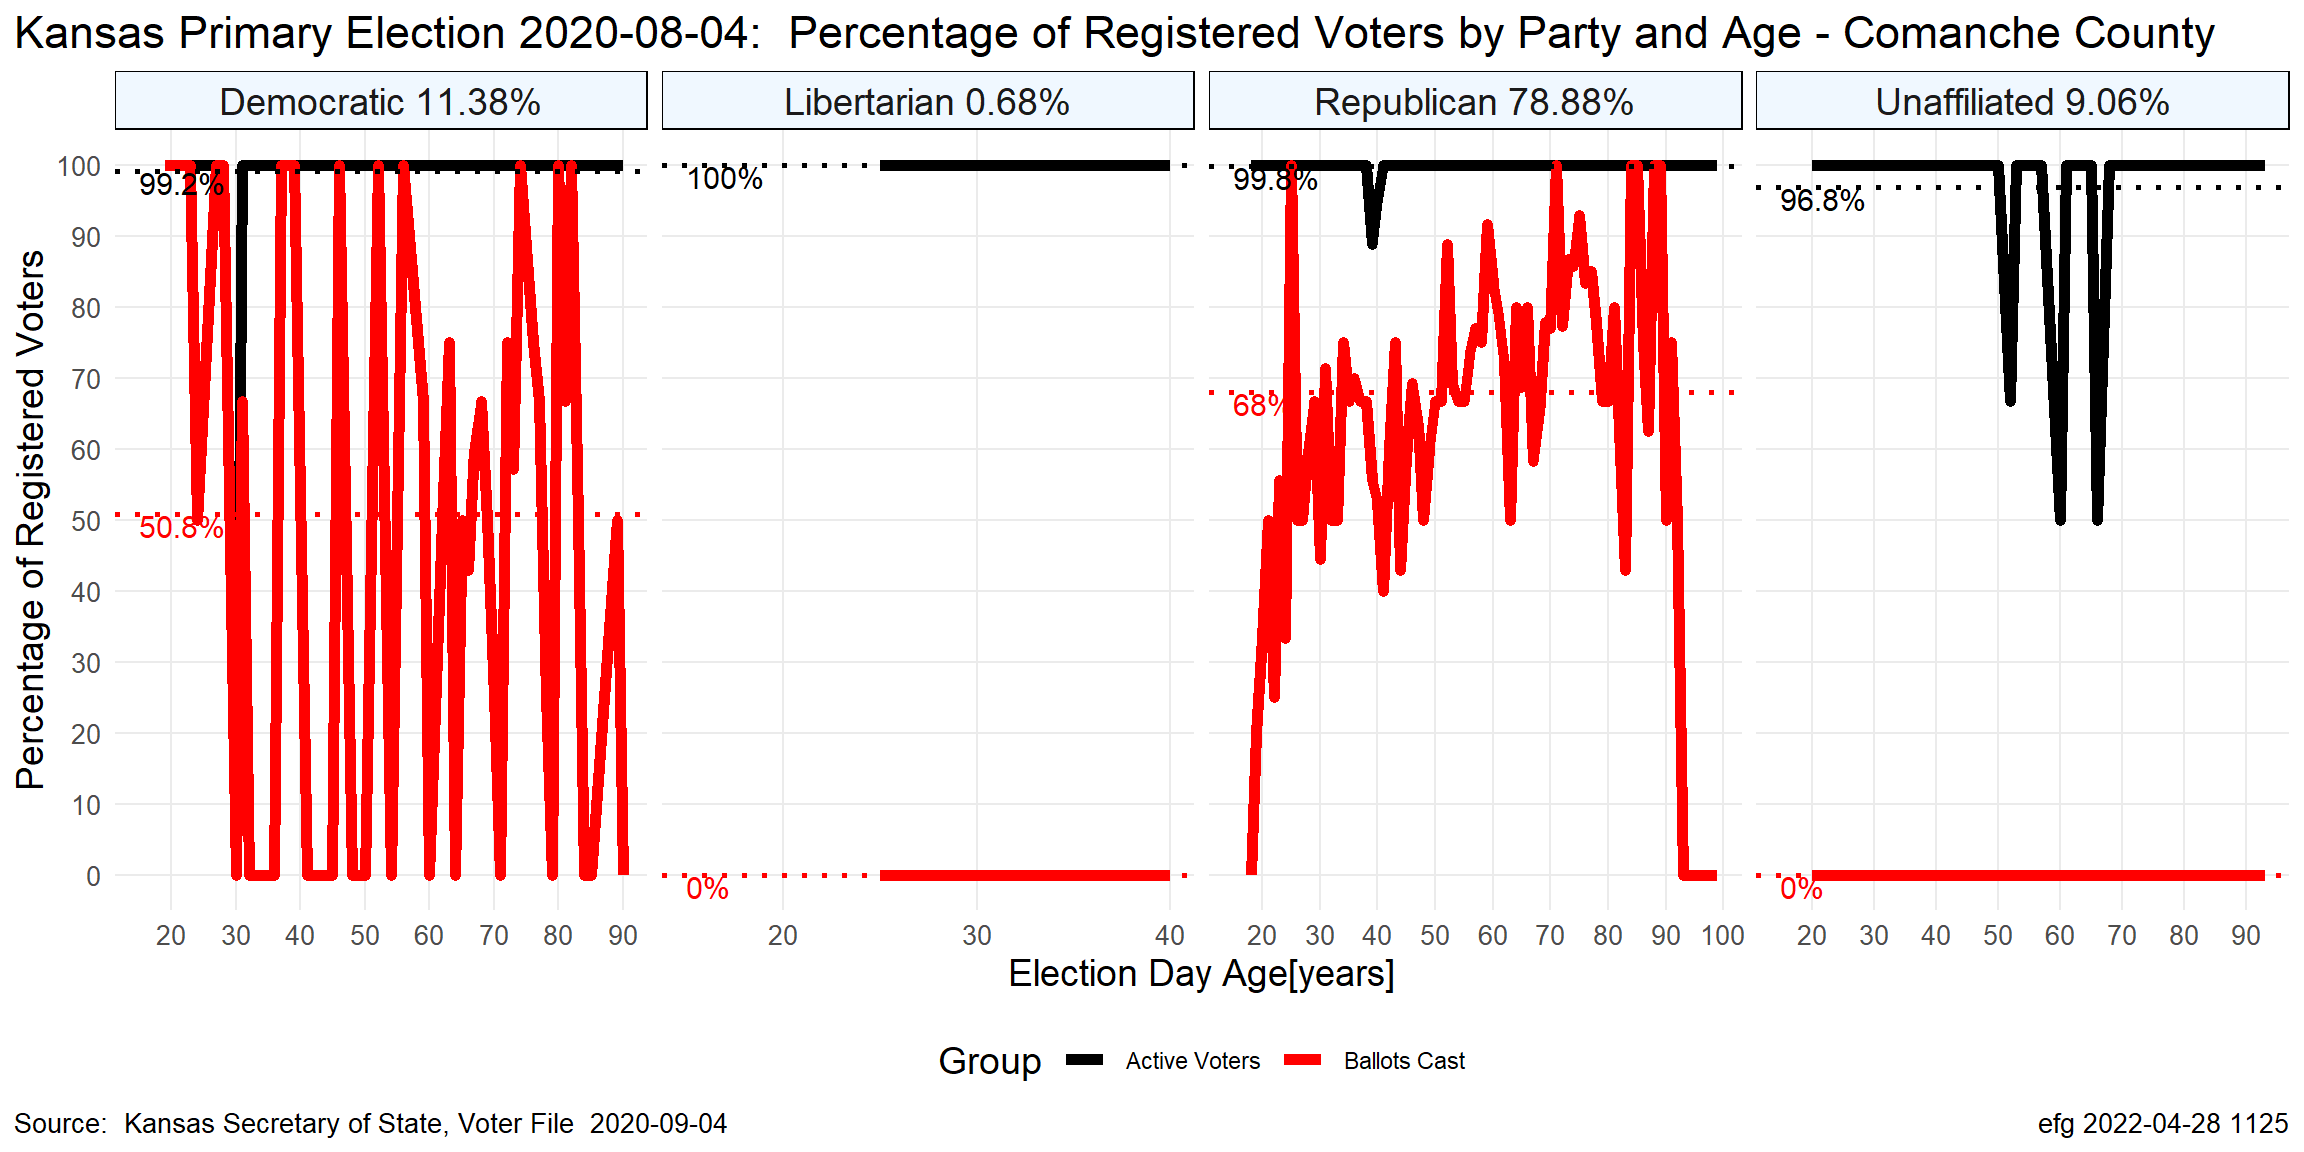 Kansas Primary Election 2020-08-04:  Percentage of Registered Voters by Party and Age - Comanche County
Democratic 11.38%
Libertarian 0.68%
Republican 78.88%
Unaffiliated 9.06%
Percentage of Registered Voters
100
90
80
70
60
50
40
30
20
10
0
99.2%
50.8%
100%
0%
99.8%
68%
96.8%
0%
20 30 40 50 60 70 80 90
20 30 40
20 30 40 50 60 70 80 90 100
20 30 40 50 60 70 80 90
Election Day Age[years]
Group Active Voters Ballots Cast
Source:  Kansas Secretary of State, Voter File  2020-09-04
efg 2022-04-28 1125